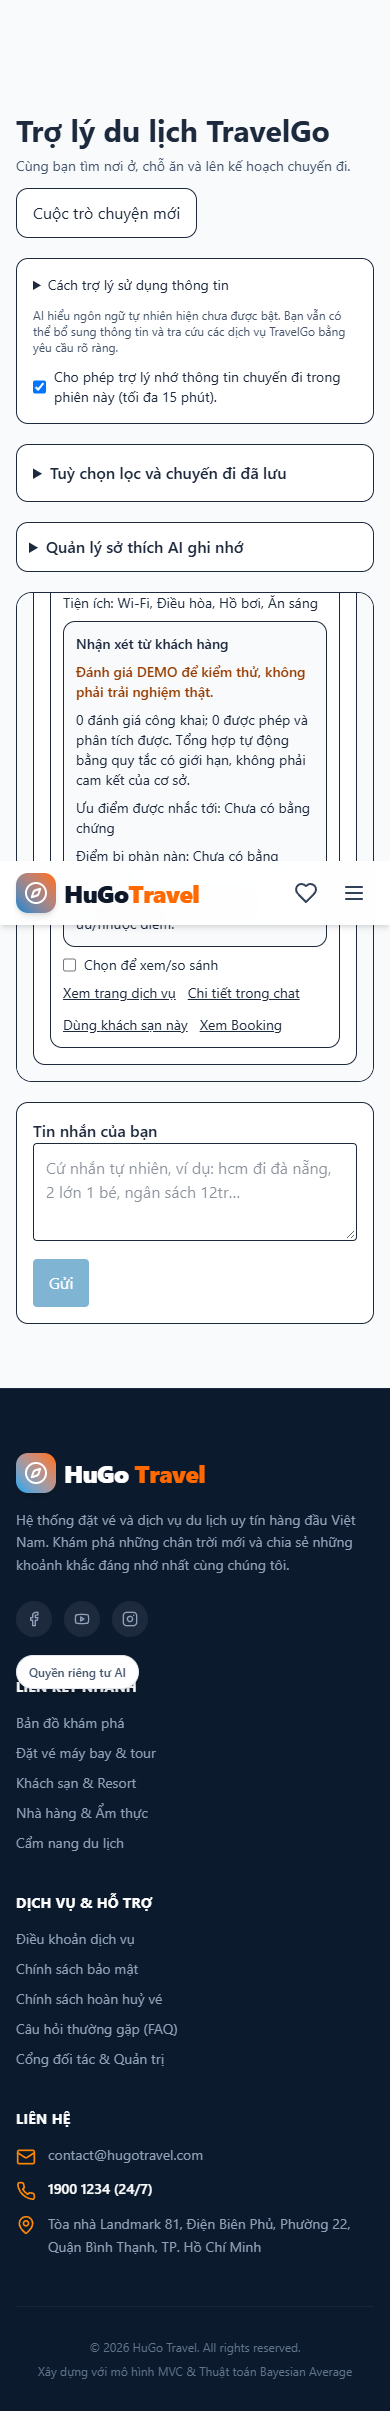 Trợ lý du lịch TravelGo
Cùng bạn tìm nơi ở, chỗ ăn và lên kế hoạch chuyến đi.
Cuộc trò chuyện mới
Cách trợ lý sử dụng thông tin
AI hiểu ngôn ngữ tự nhiên hiện chưa được bật. Bạn vẫn có
thể bổ sung thông tin và tra cứu các dịch vụ TravelGo bằng
yêu cầu rõ ràng.
Cho phép trợ lý nhớ thông tin chuyến đi trong
phiên này (tối đa 15 phút).
Tuỳ chọn lọc và chuyến đi đã lưu
Quản lý sở thích AI ghi nhớ
Tiện ích: Wi-Fi, Điều hòa, Hồ bơi, Ăn sáng
Nhận xét từ khách hàng
Đánh giá DEMO để kiểm thử, không
phải trải nghiệm thật.
0 đánh giá công khai; 0 được phép và
phân tích được. Tổng hợp tự động
bằng quy tắc có giới hạn, không phải
cam kết của cơ sở.
Ưu điểm được nhắc tới: Chưa có bằng
chứng
Điểm bị phàn nàn: Chưa có bằng
HuGoTravel
ưu/nhược điểm.
Chọn để xem/so sánh
Xem trang dịch vụ Chi tiết trong chat
Dùng khách sạn này Xem Booking
Tin nhắn của bạn
Cứ nhắn tự nhiên, ví dụ: hcm đi đà nẵng,
2 lớn 1 bé, ngân sách 12tr...
Gửi
HuGo Travel
Hệ thống đặt vé và dịch vụ du lịch uy tín hàng đầu Việt
Nam. Khám phá những chân trời mới và chia sẻ những
khoảnh khắc đáng nhớ nhất cùng chúng tôi.
Quyền riêng tư AI
LIÊN KẾT NHANH
Bản đồ khám phá
Đặt vé máy bay & tour
Khách sạn & Resort
Nhà hàng & Ẩm thực
Cẩm nang du lịch
DỊCH VỤ & HỖ TRỢ
Điều khoản dịch vụ
Chính sách bảo mật
Chính sách hoàn huỷ vé
Câu hỏi thường gặp (FAQ)
Cổng đối tác & Quản trị
LIÊN HỆ
contact@hugotravel.com
1900 1234 (24/7)
Tòa nhà Landmark 81, Điện Biên Phủ, Phường 22,
Quận Bình Thạnh, TP. Hồ Chí Minh
© 2026 HuGo Travel. All rights reserved.
Xây dựng với mô hình MVC & Thuật toán Bayesian Average